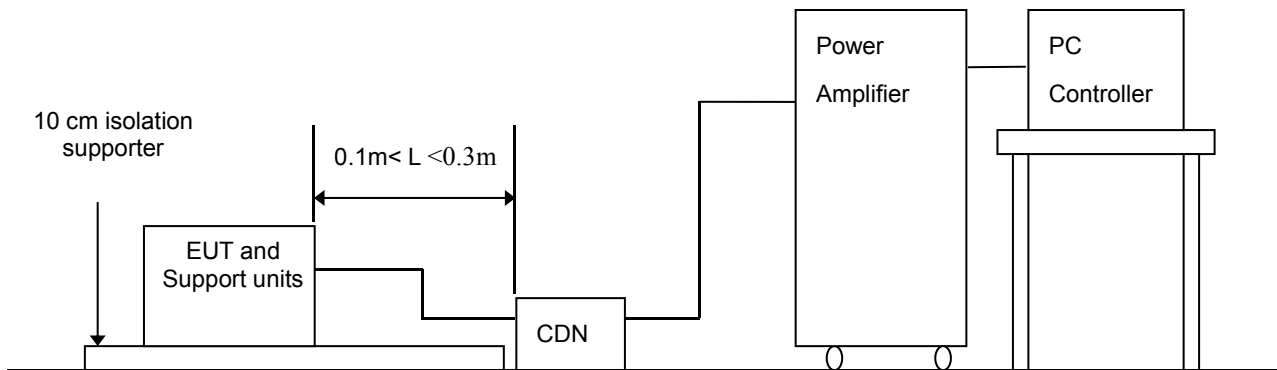 10 cm isolation
supporter
0.1m< L <0.3m
EUT and
Support units
CDN
Power
Amplifier
PC
Controller